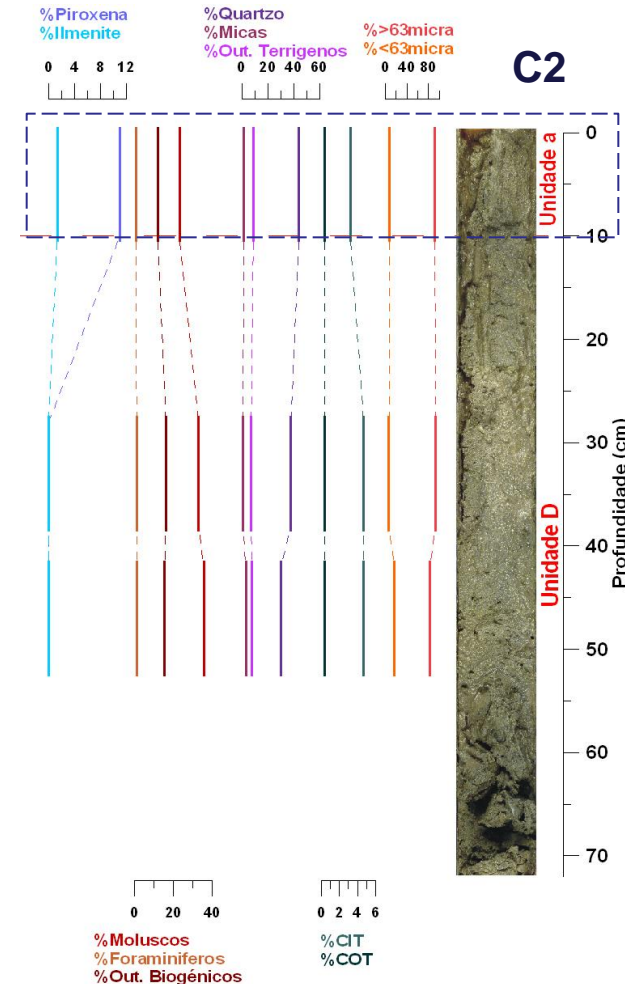 %Piroxena
%Ilmenite
0 4 8 12
%Quartzo
%Micas
%Out. Terrigenos
0 20 40 60
%>63micra
%<63micra
0 40 80
C2
Unidade a
Unidade D
0
10
20
30
40
50
60
70
Profundidade (cm)
0 20 40
%Moluscos
%Foraminiferos
%Out. Biogénicos
0 2 4 6
%CIT
%COT